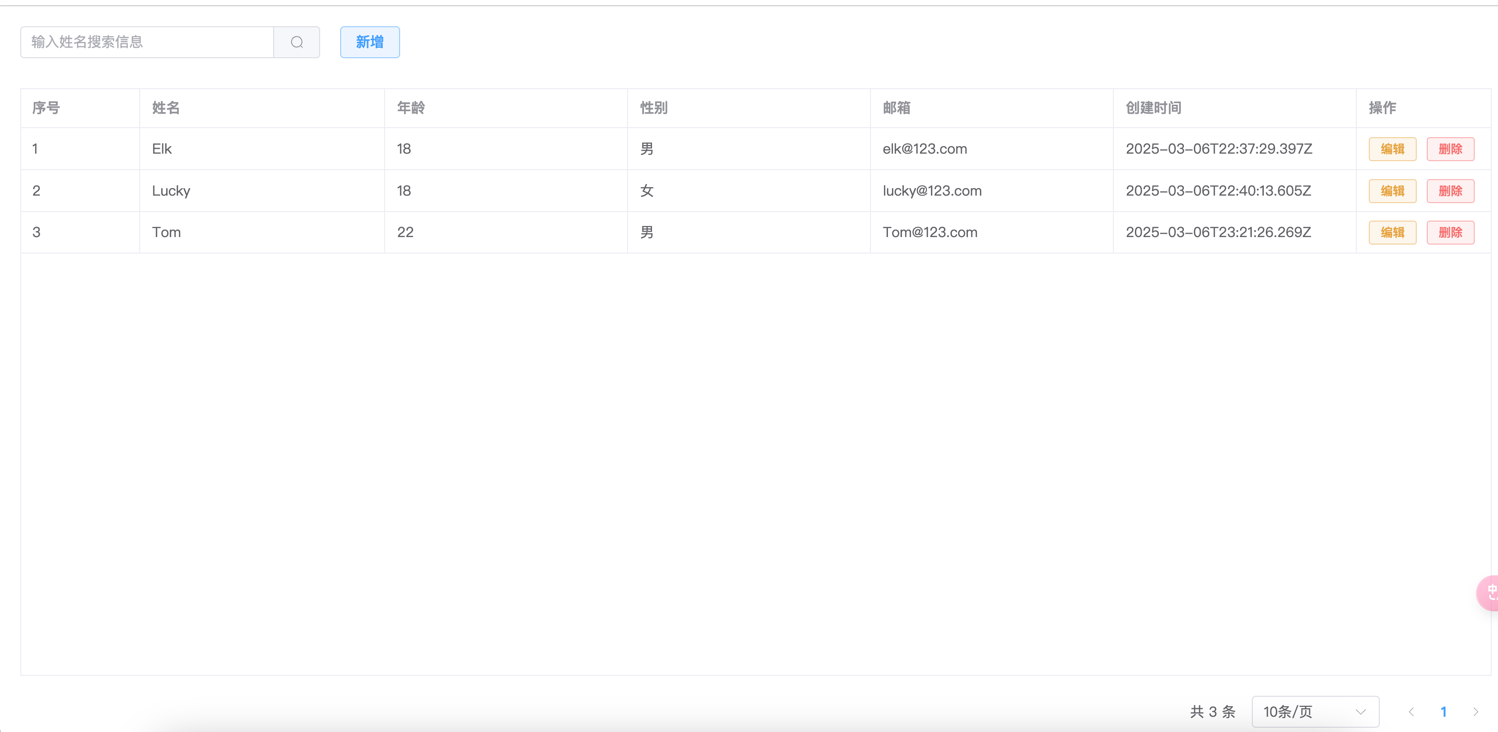 输入姓名搜索信息 新增
序号 姓名 年龄 性别 邮箱 创建时间 操作
1 Elk 18 男 elk@123.com 2025-03-06T22:37:29.397Z 编辑 删除
2 Lucky 18 女 lucky@123.com 2025-03-06T22:40:13.605Z 编辑 删除
3 Tom 22 男 Tom@123.com 2025-03-06T23:21:26.269Z 编辑 删除
中
共 3 条 10条/页 1